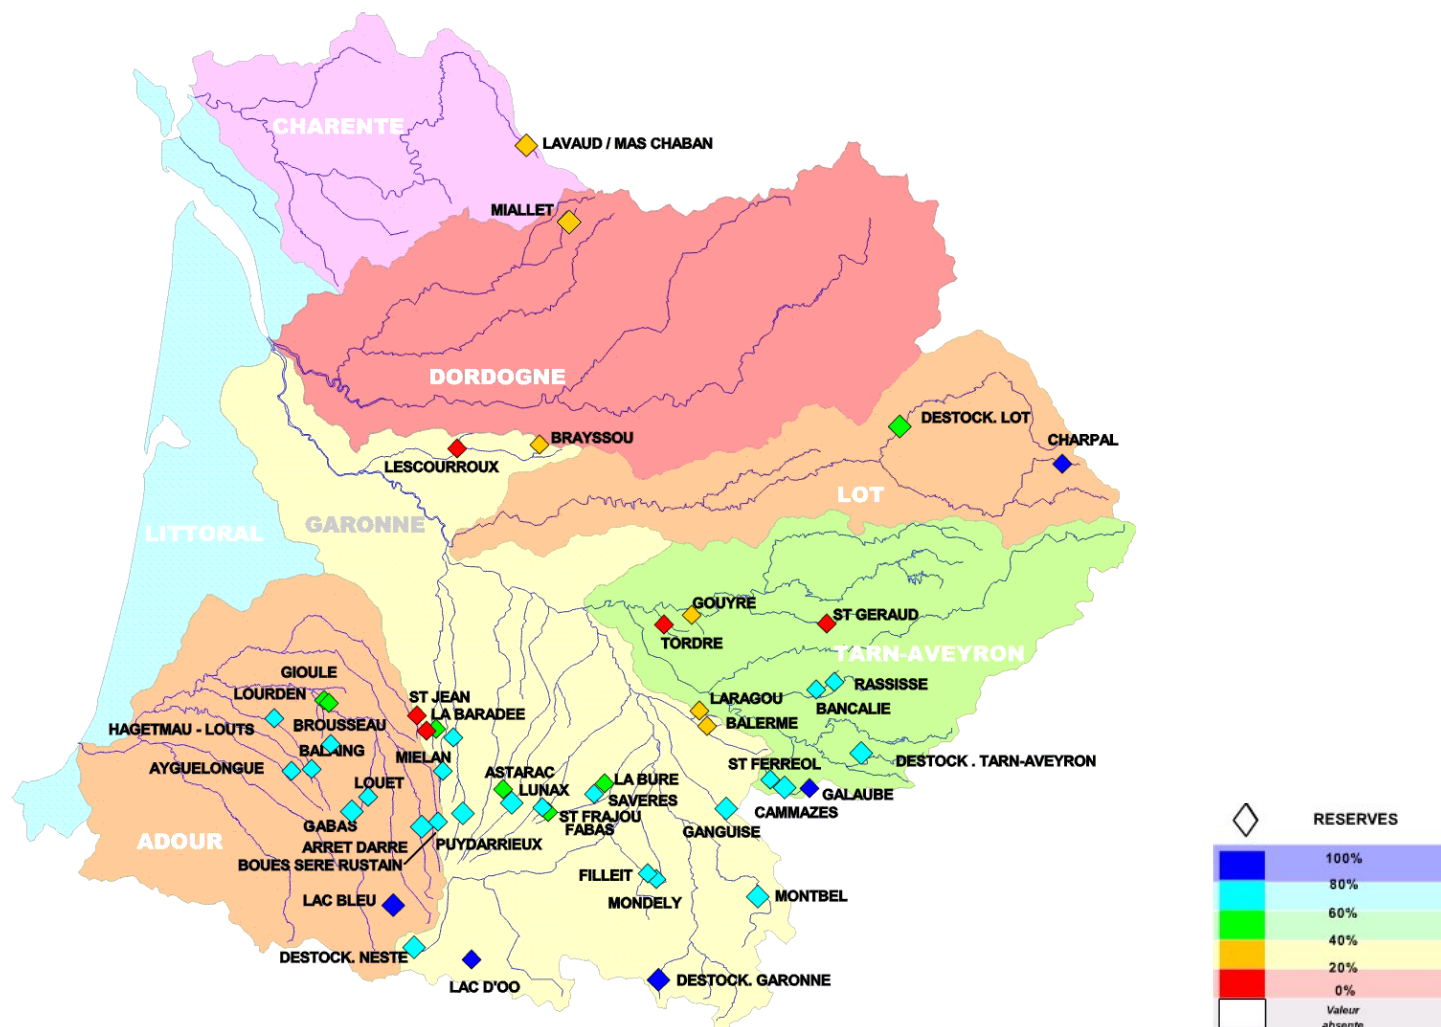 CHARENTE
LAVAUD / MAS CHABAN
MIALLET
DORDOGNE
DESTOCK. LOT
BRAYSSOU
CHARPAL
LESCOURROUX
LOT
GARONNE
LITTORAL
GOUYRE
ST GERAUD
TORDRE
TARN-AVEYRON
GIOULE
RASSISSE
LOURDEN
ST JEAN
LARAGOU
BANCALIE
LA BARADEE
HAGETMAU - LOUTS
BROUSSEAU
BALERME
BALAING
MIELAN
DESTOCK . TARN-AVEYRON
AYGUELONGUE
ASTARAC
ST FERREOL
LOUET
LUNAX
LA BURE
GALAUBE
SAVERES
CAMMAZES
GABAS
ST FRAJOU
FABAS
GANGUISE
ADOUR
ARRET DARRE
PUYDARRIEUX
BOUES SERE RUSTAIN
FILLEIT
MONDELY
MONTBEL
LAC BLEU
DESTOCK. NESTE
LAC D'OO
DESTOCK. GARONNE
RESERVES
100%
80%
60%
40%
20%
0%
Valeur
absente